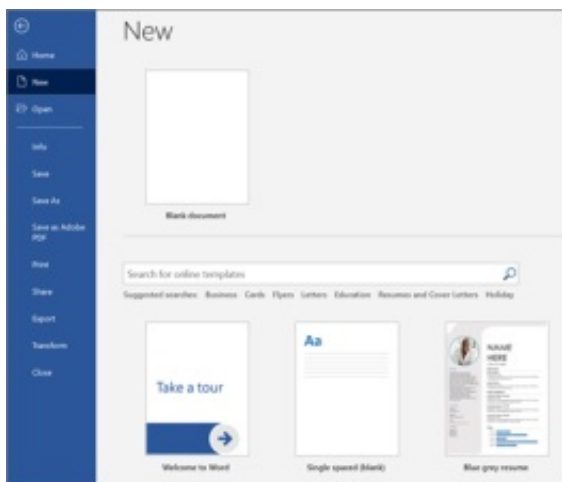 New
Home
New
Open
Info
Save
Save As
Save as Adobe
PDF
Print
Share
Export
Transform
Close
Blank document
Search for online templates
Suggested searches: Business Cards Flyers Letters Education Resumes and Cover Letters Holiday
Take a tour
Welcome to Word
Aa
Single spaced (blank)
NAME
HERE
Blue grey resume